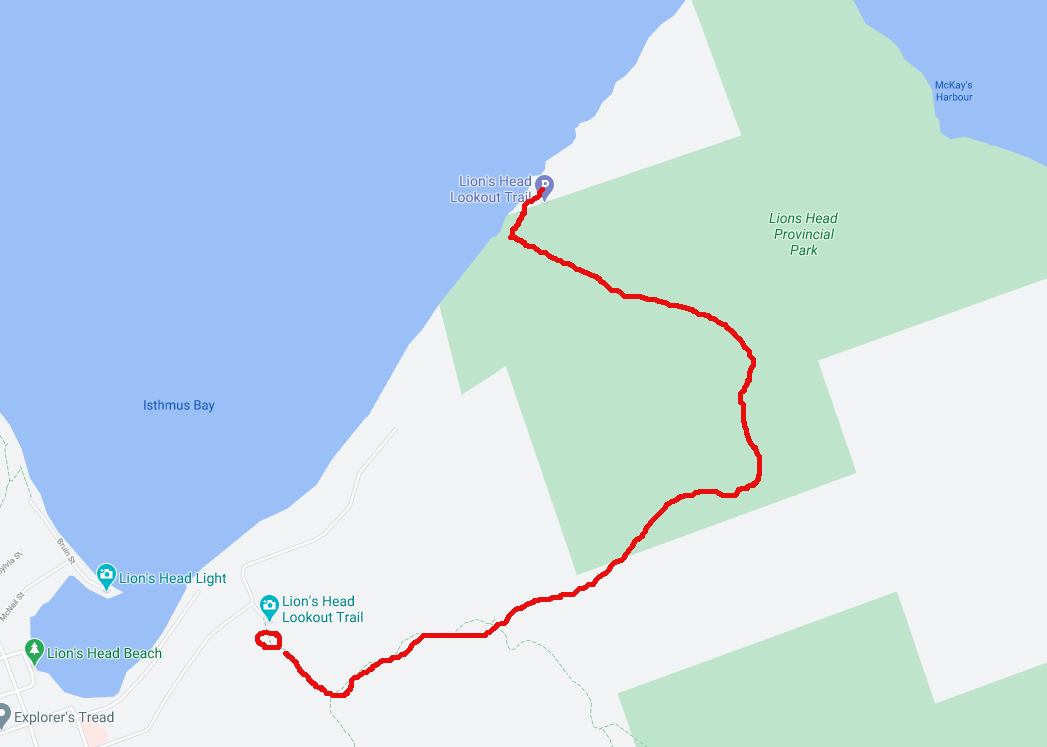 McKay's
Harbour
Lion's Head
Lookout Trail
P
Lions Head
Provincial
Park
Isthmus Bay
Bruin St
Sylvia St
Lion's Head Light
McNeil St
Lion's Head
Lookout Trail
Lion's Head Beach
Explorer's Tread